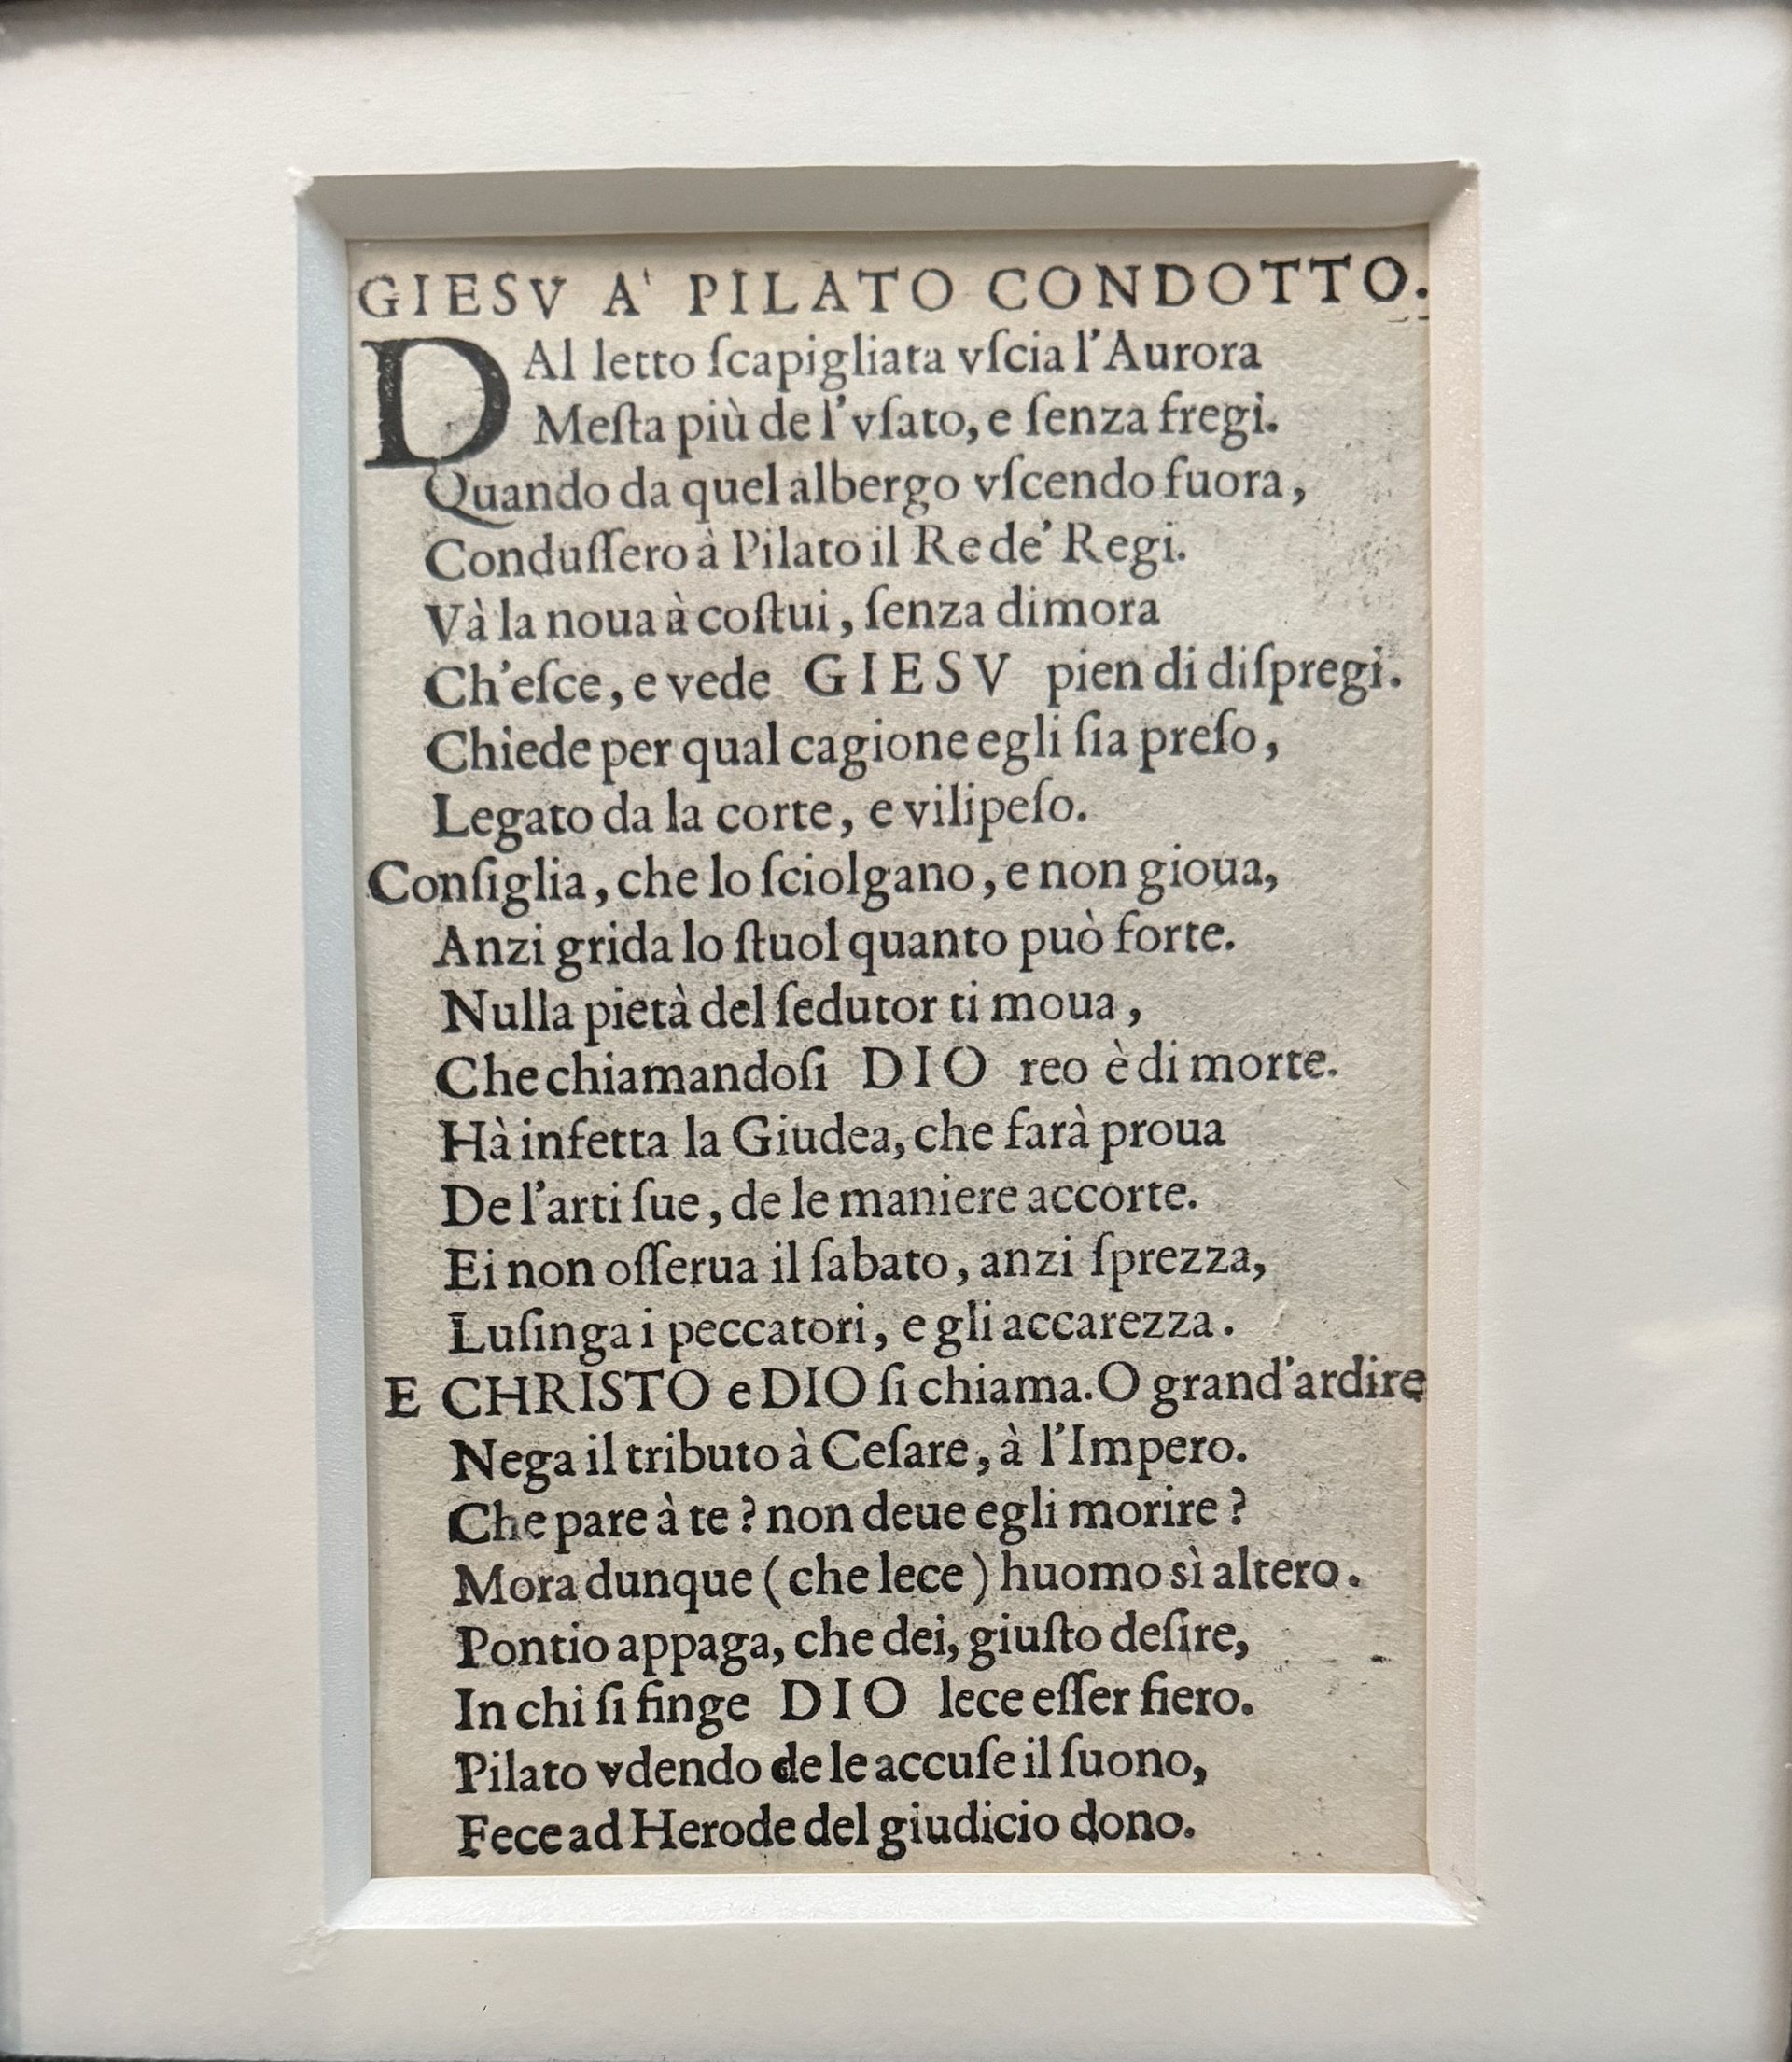 GIESV A' PILATO CONDOTTO.
DAl letto ſcapigliata vſcia l'Aurora
Meſta più de l'vſato, e ſenza fregi.
Quando da quel albergo vſcendo fuora,
Conduſſero à Pilato il Re de' Regi.
Và la noua à coſtui, ſenza dimora
Ch'eſce, e vede GIESV pien di diſpregi.
Chiede per qual cagione egli ſia preſo,
Legato da la corte, e vilipeſo.
Conſiglia, che lo ſciolgano, e non gioua,
Anzi grida lo ſtuol quanto può forte.
Nulla pietà del ſedutor ti moua,
Che chiamandoſi DIO reo è di morte.
Hà infetta la Giudea, che farà proua
De l'arti ſue, de le maniere accorte.
Ei non oſſerua il ſabato, anzi ſprezza,
Luſinga i peccatori, e gli accarezza.
E CHRISTO e DIO ſi chiama. O grand'ardire
Nega il tributo à Ceſare, à l'Impero.
Che pare à te? non deue egli morire?
Mora dunque (che lece) huomo sì altero.
Pontio appaga, che dei, giuſto deſire,
In chi ſi finge DIO lece eſſer fiero.
Pilato vdendo de le accuſe il ſuono,
Fece ad Herode del giudicio dono.